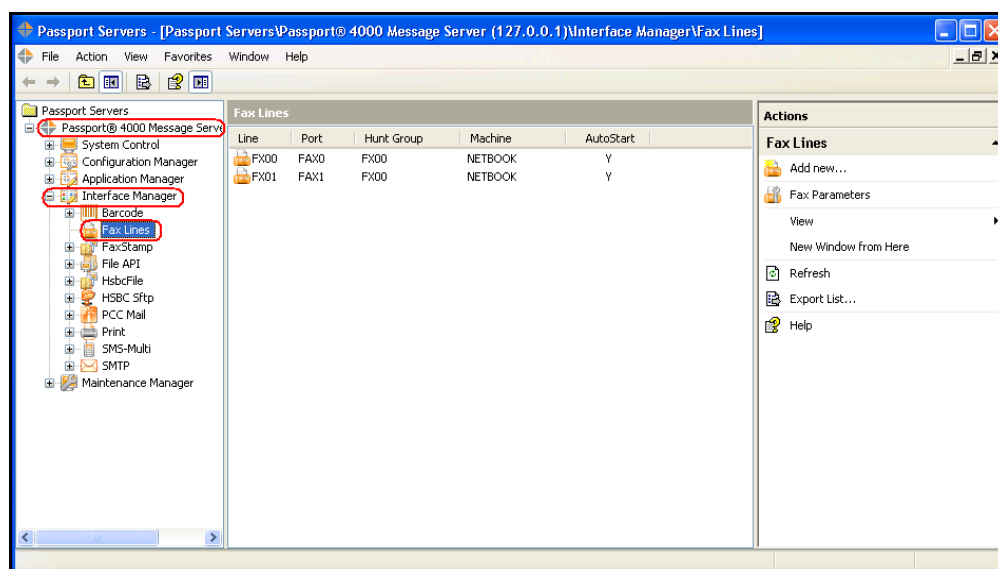 Passport Servers - [Passport Servers\Passport® 4000 Message Server (127.0.0.1)\Interface Manager\Fax Lines]
File Action View Favorites Window Help
Passport Servers
Passport® 4000 Message Serve
System Control
Configuration Manager
Application Manager
Interface Manager
Barcode
Fax Lines
FaxStamp
File API
HsbcFile
HSBC Sftp
PCC Mail
Print
SMS-Multi
SMTP
Maintenance Manager
Fax Lines
Line Port Hunt Group Machine AutoStart
FX00 FAX0 FX00 NETBOOK Y
FX01 FAX1 FX00 NETBOOK Y
Actions
Fax Lines
Add new...
Fax Parameters
View
New Window from Here
Refresh
Export List...
Help